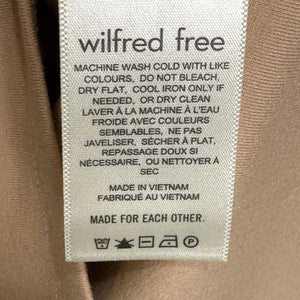 wilfred free
MACHINE WASH COLD WITH LIKE
COLOURS, DO NOT BLEACH,
DRY FLAT, COOL IRON ONLY IF
NEEDED, OR DRY CLEAN
LAVER À LA MACHINE À L'EAU
FROIDE AVEC COULEURS
SEMBLABLES, NE PAS
JAVELISER, SÉCHER À PLAT,
REPASSAGE DOUX SI
NÉCESSAIRE, OU NETTOYER À
SEC
MADE IN VIETNAM
FABRIQUÉ AU VIETNAM
MADE FOR EACH OTHER.